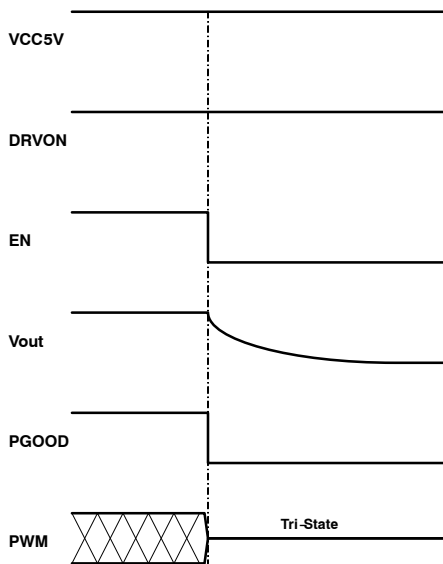 VCC5V
DRVON
EN
Vout
PGOOD
Tri-State
PWM